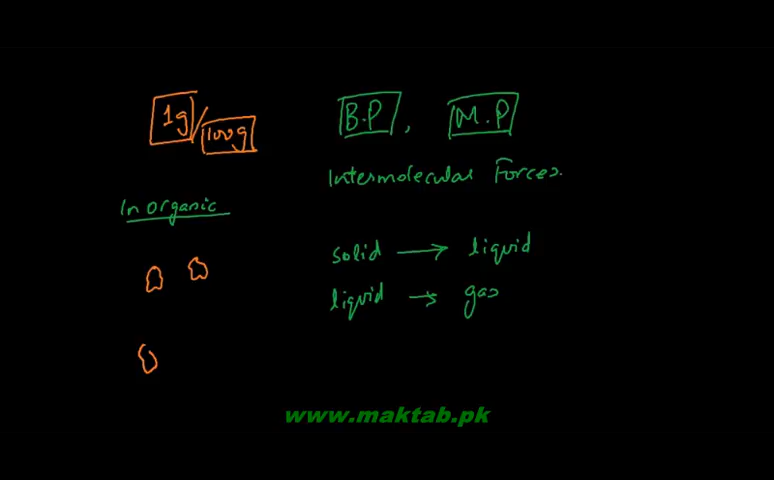 1g/100g
B.P, M.P
Intermolecular Forces.
Inorganic
solid → liquid
liquid → gas
www.maktab.pk